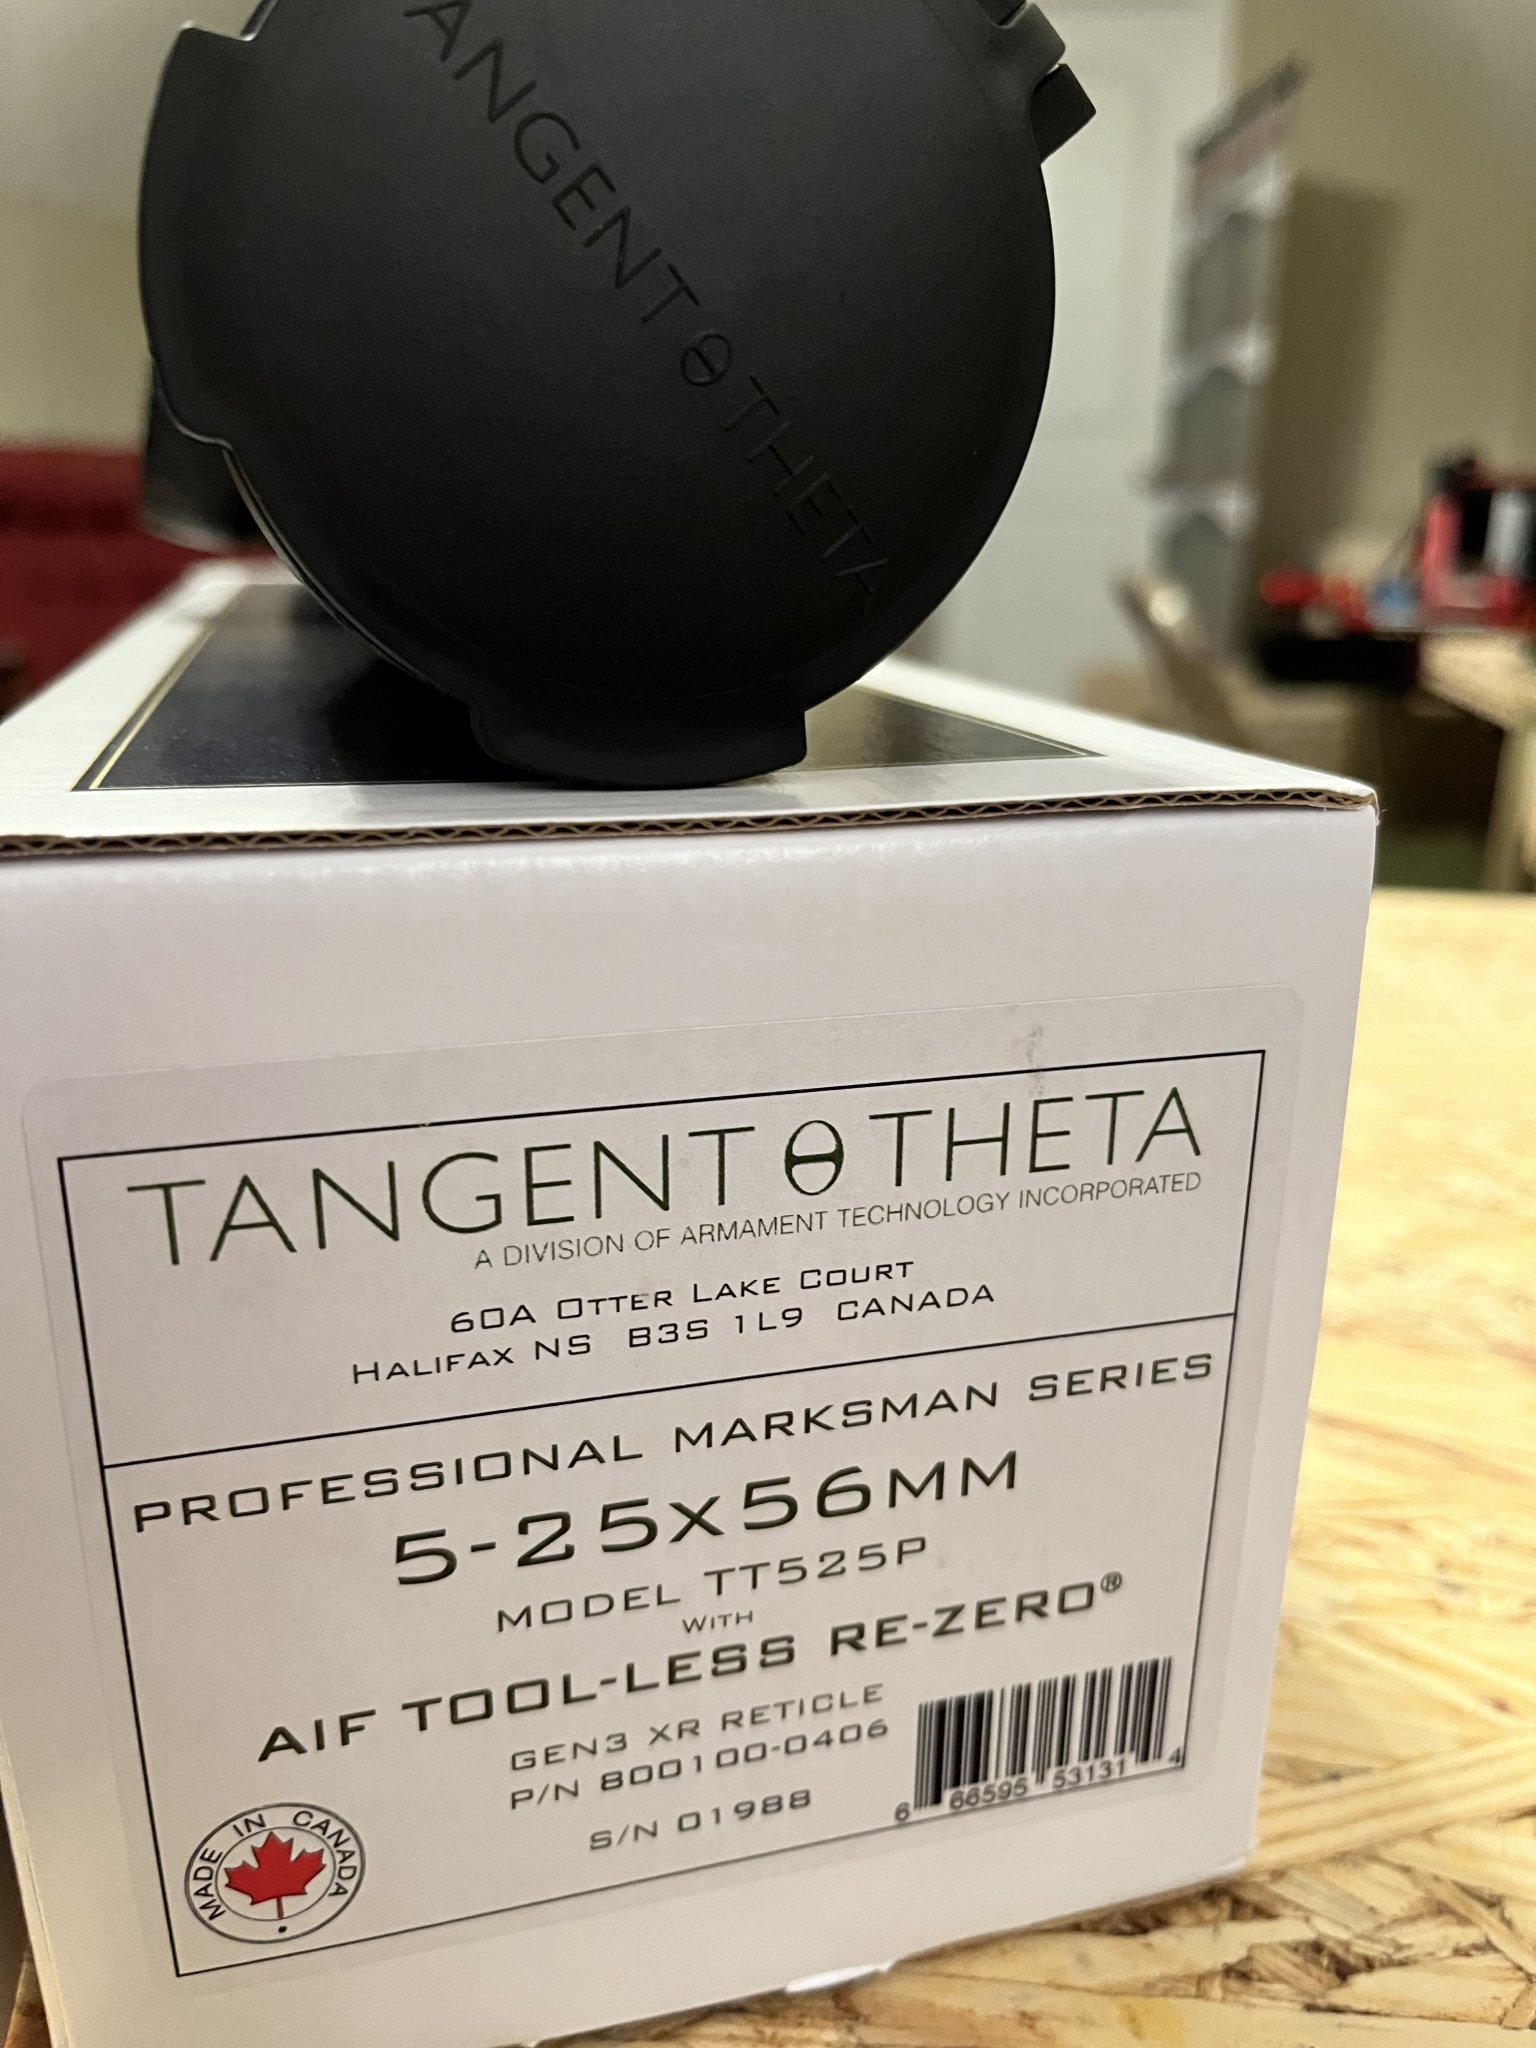 ANGENT θ THETA
TANGENT θ THETA
A DIVISION OF ARMAMENT TECHNOLOGY INCORPORATED
60A OTTER LAKE COURT
HALIFAX NS B3S 1L9 CANADA
PROFESSIONAL MARKSMAN SERIES
5-25x56MM
MODEL TT525P
WITH
AIF TOOL-LESS RE-ZERO®
GEN3 XR RETICLE
P/N 800100-0406
S/N 01988
6 66595 53131 4
MADE IN CANADA